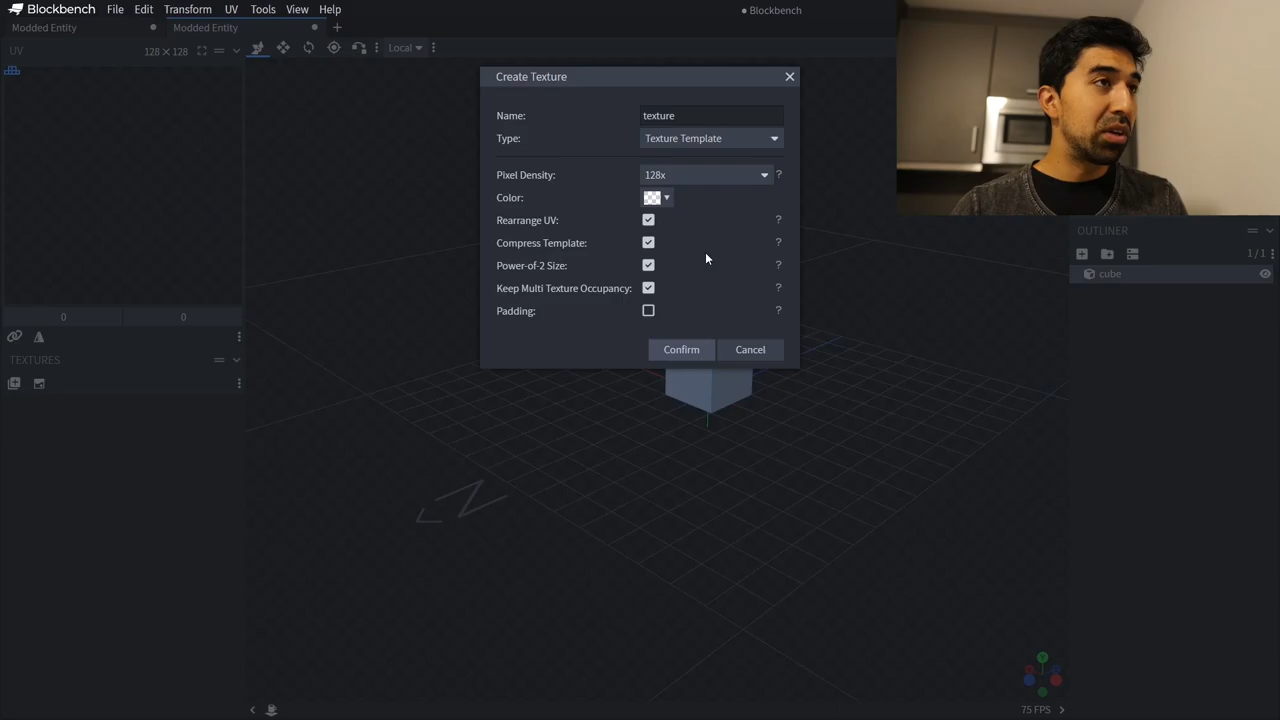 Blockbench File Edit Transform UV Tools View Help
Blockbench
Modded Entity Modded Entity
UV 128 × 128
Local
0 0
TEXTURES
Create Texture
Name: texture
Type: Texture Template
Pixel Density: 128x ?
Color:
Rearrange UV: ?
Compress Template: ?
Power-of-2 Size: ?
Keep Multi Texture Occupancy: ?
Padding: ?
Confirm Cancel
OUTLINER
1/1
cube
N
Y
75 FPS